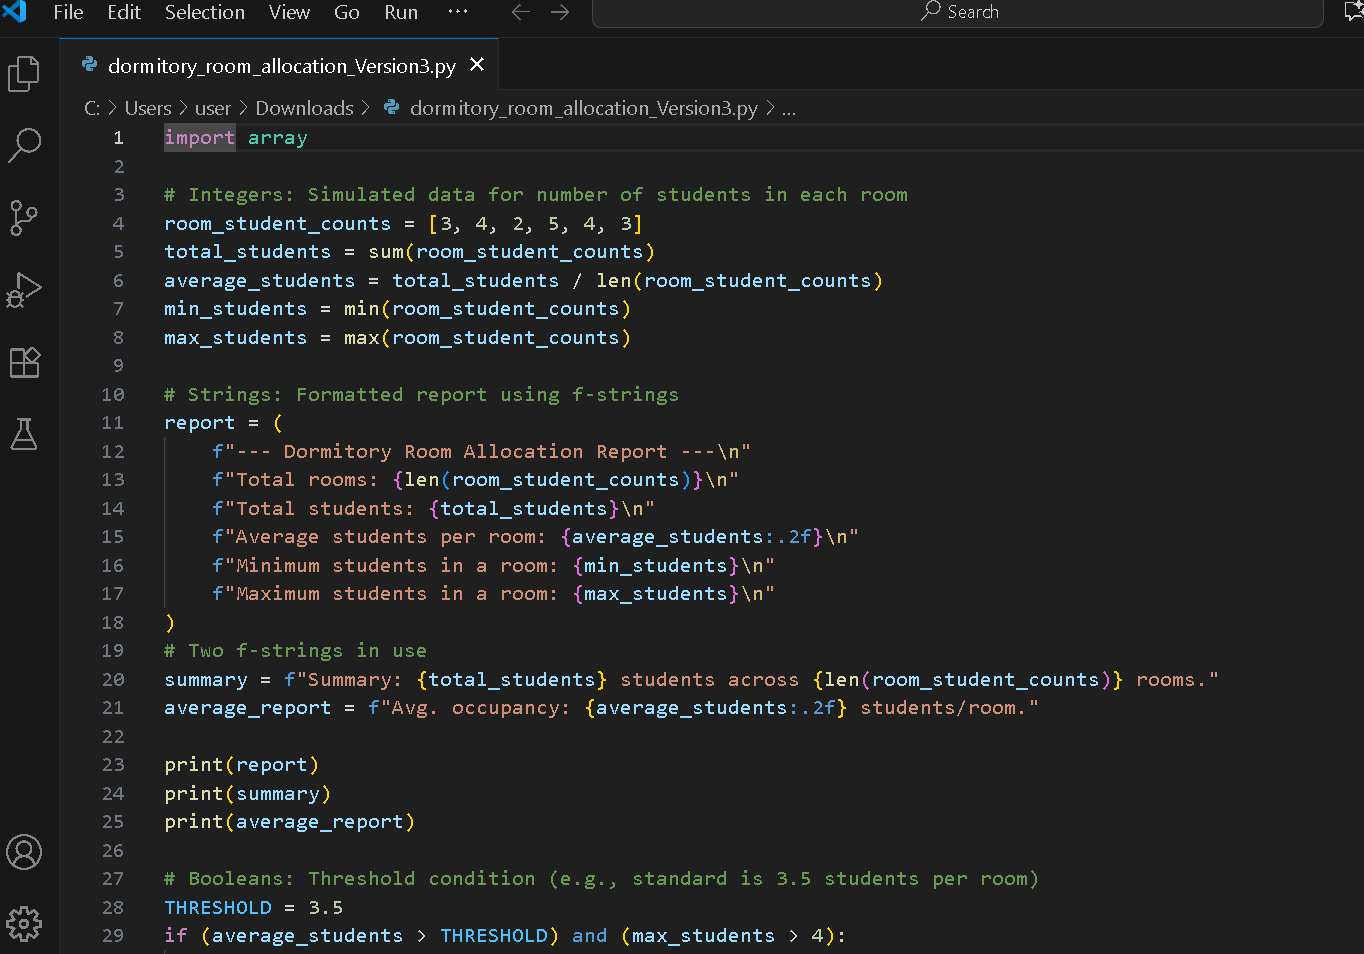 File Edit Selection View Go Run ··· Search
dormitory_room_allocation_Version3.py
C: > Users > user > Downloads > dormitory_room_allocation_Version3.py > ...
1 import array
2
3 # Integers: Simulated data for number of students in each room
4 room_student_counts = [3, 4, 2, 5, 4, 3]
5 total_students = sum(room_student_counts)
6 average_students = total_students / len(room_student_counts)
7 min_students = min(room_student_counts)
8 max_students = max(room_student_counts)
9
10 # Strings: Formatted report using f-strings
11 report = (
12     f"--- Dormitory Room Allocation Report ---\n"
13     f"Total rooms: {len(room_student_counts)}\n"
14     f"Total students: {total_students}\n"
15     f"Average students per room: {average_students:.2f}\n"
16     f"Minimum students in a room: {min_students}\n"
17     f"Maximum students in a room: {max_students}\n"
18 )
19 # Two f-strings in use
20 summary = f"Summary: {total_students} students across {len(room_student_counts)} rooms."
21 average_report = f"Avg. occupancy: {average_students:.2f} students/room."
22
23 print(report)
24 print(summary)
25 print(average_report)
26
27 # Booleans: Threshold condition (e.g., standard is 3.5 students per room)
28 THRESHOLD = 3.5
29 if (average_students > THRESHOLD) and (max_students > 4):